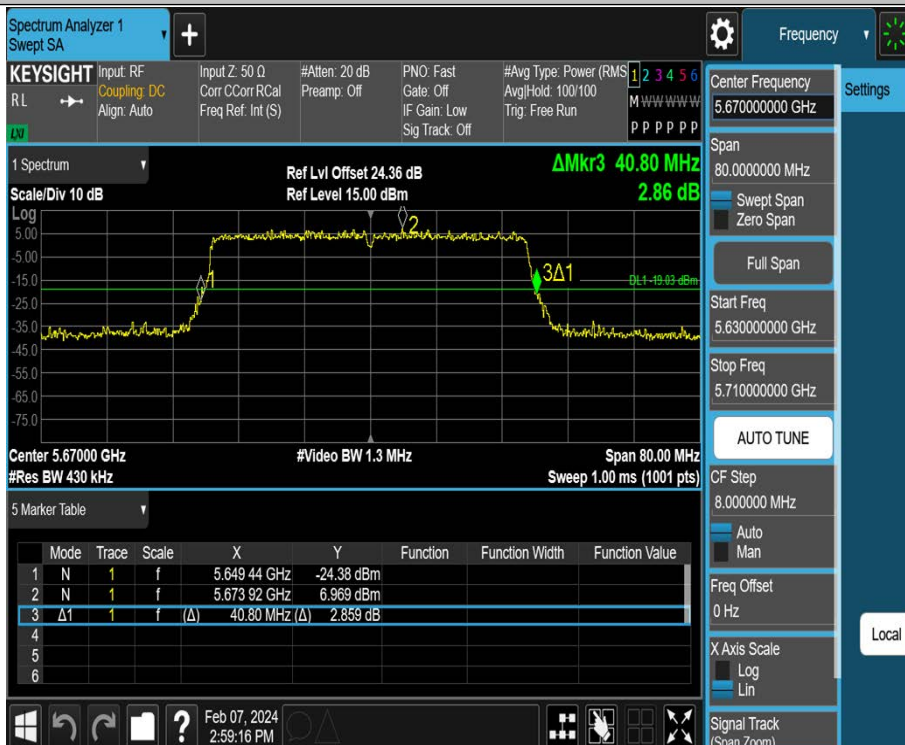 Spectrum Analyzer 1
Swept SA
+
Frequency
KEYSIGHT
RL
LXI
Input: RF
Coupling: DC
Align: Auto
Input Z: 50 Ω
Corr CCorr RCal
Freq Ref: Int (S)
#Atten: 20 dB
Preamp: Off
PNO: Fast
Gate: Off
IF Gain: Low
Sig Track: Off
#Avg Type: Power (RMS
Avg|Hold: 100/100
Trig: Free Run
1 2 3 4 5 6
M W W W W W
P P P P P P
1 Spectrum
Scale/Div 10 dB
Ref Lvl Offset 24.36 dB
Ref Level 15.00 dBm
ΔMkr3 40.80 MHz
2.86 dB
Log
5.00
-5.00
-15.0
-25.0
-35.0
-45.0
-55.0
-65.0
-75.0
1
2
3Δ1
DL1 -19.03 dBm
Center 5.67000 GHz
#Res BW 430 kHz
#Video BW 1.3 MHz
Span 80.00 MHz
Sweep 1.00 ms (1001 pts)
5 Marker Table
Mode Trace Scale X Y Function Function Width Function Value
1 N 1 f 5.649 44 GHz -24.38 dBm
2 N 1 f 5.673 92 GHz 6.969 dBm
3 Δ1 1 f (Δ) 40.80 MHz (Δ) 2.859 dB
4
5
6
?
Feb 07, 2024
2:59:16 PM
Center Frequency
5.670000000 GHz
Span
80.0000000 MHz
Swept Span
Zero Span
Full Span
Start Freq
5.630000000 GHz
Stop Freq
5.710000000 GHz
AUTO TUNE
CF Step
8.000000 MHz
Auto
Man
Freq Offset
0 Hz
X Axis Scale
Log
Lin
Signal Track
(Span Zoom)
Settings
Local